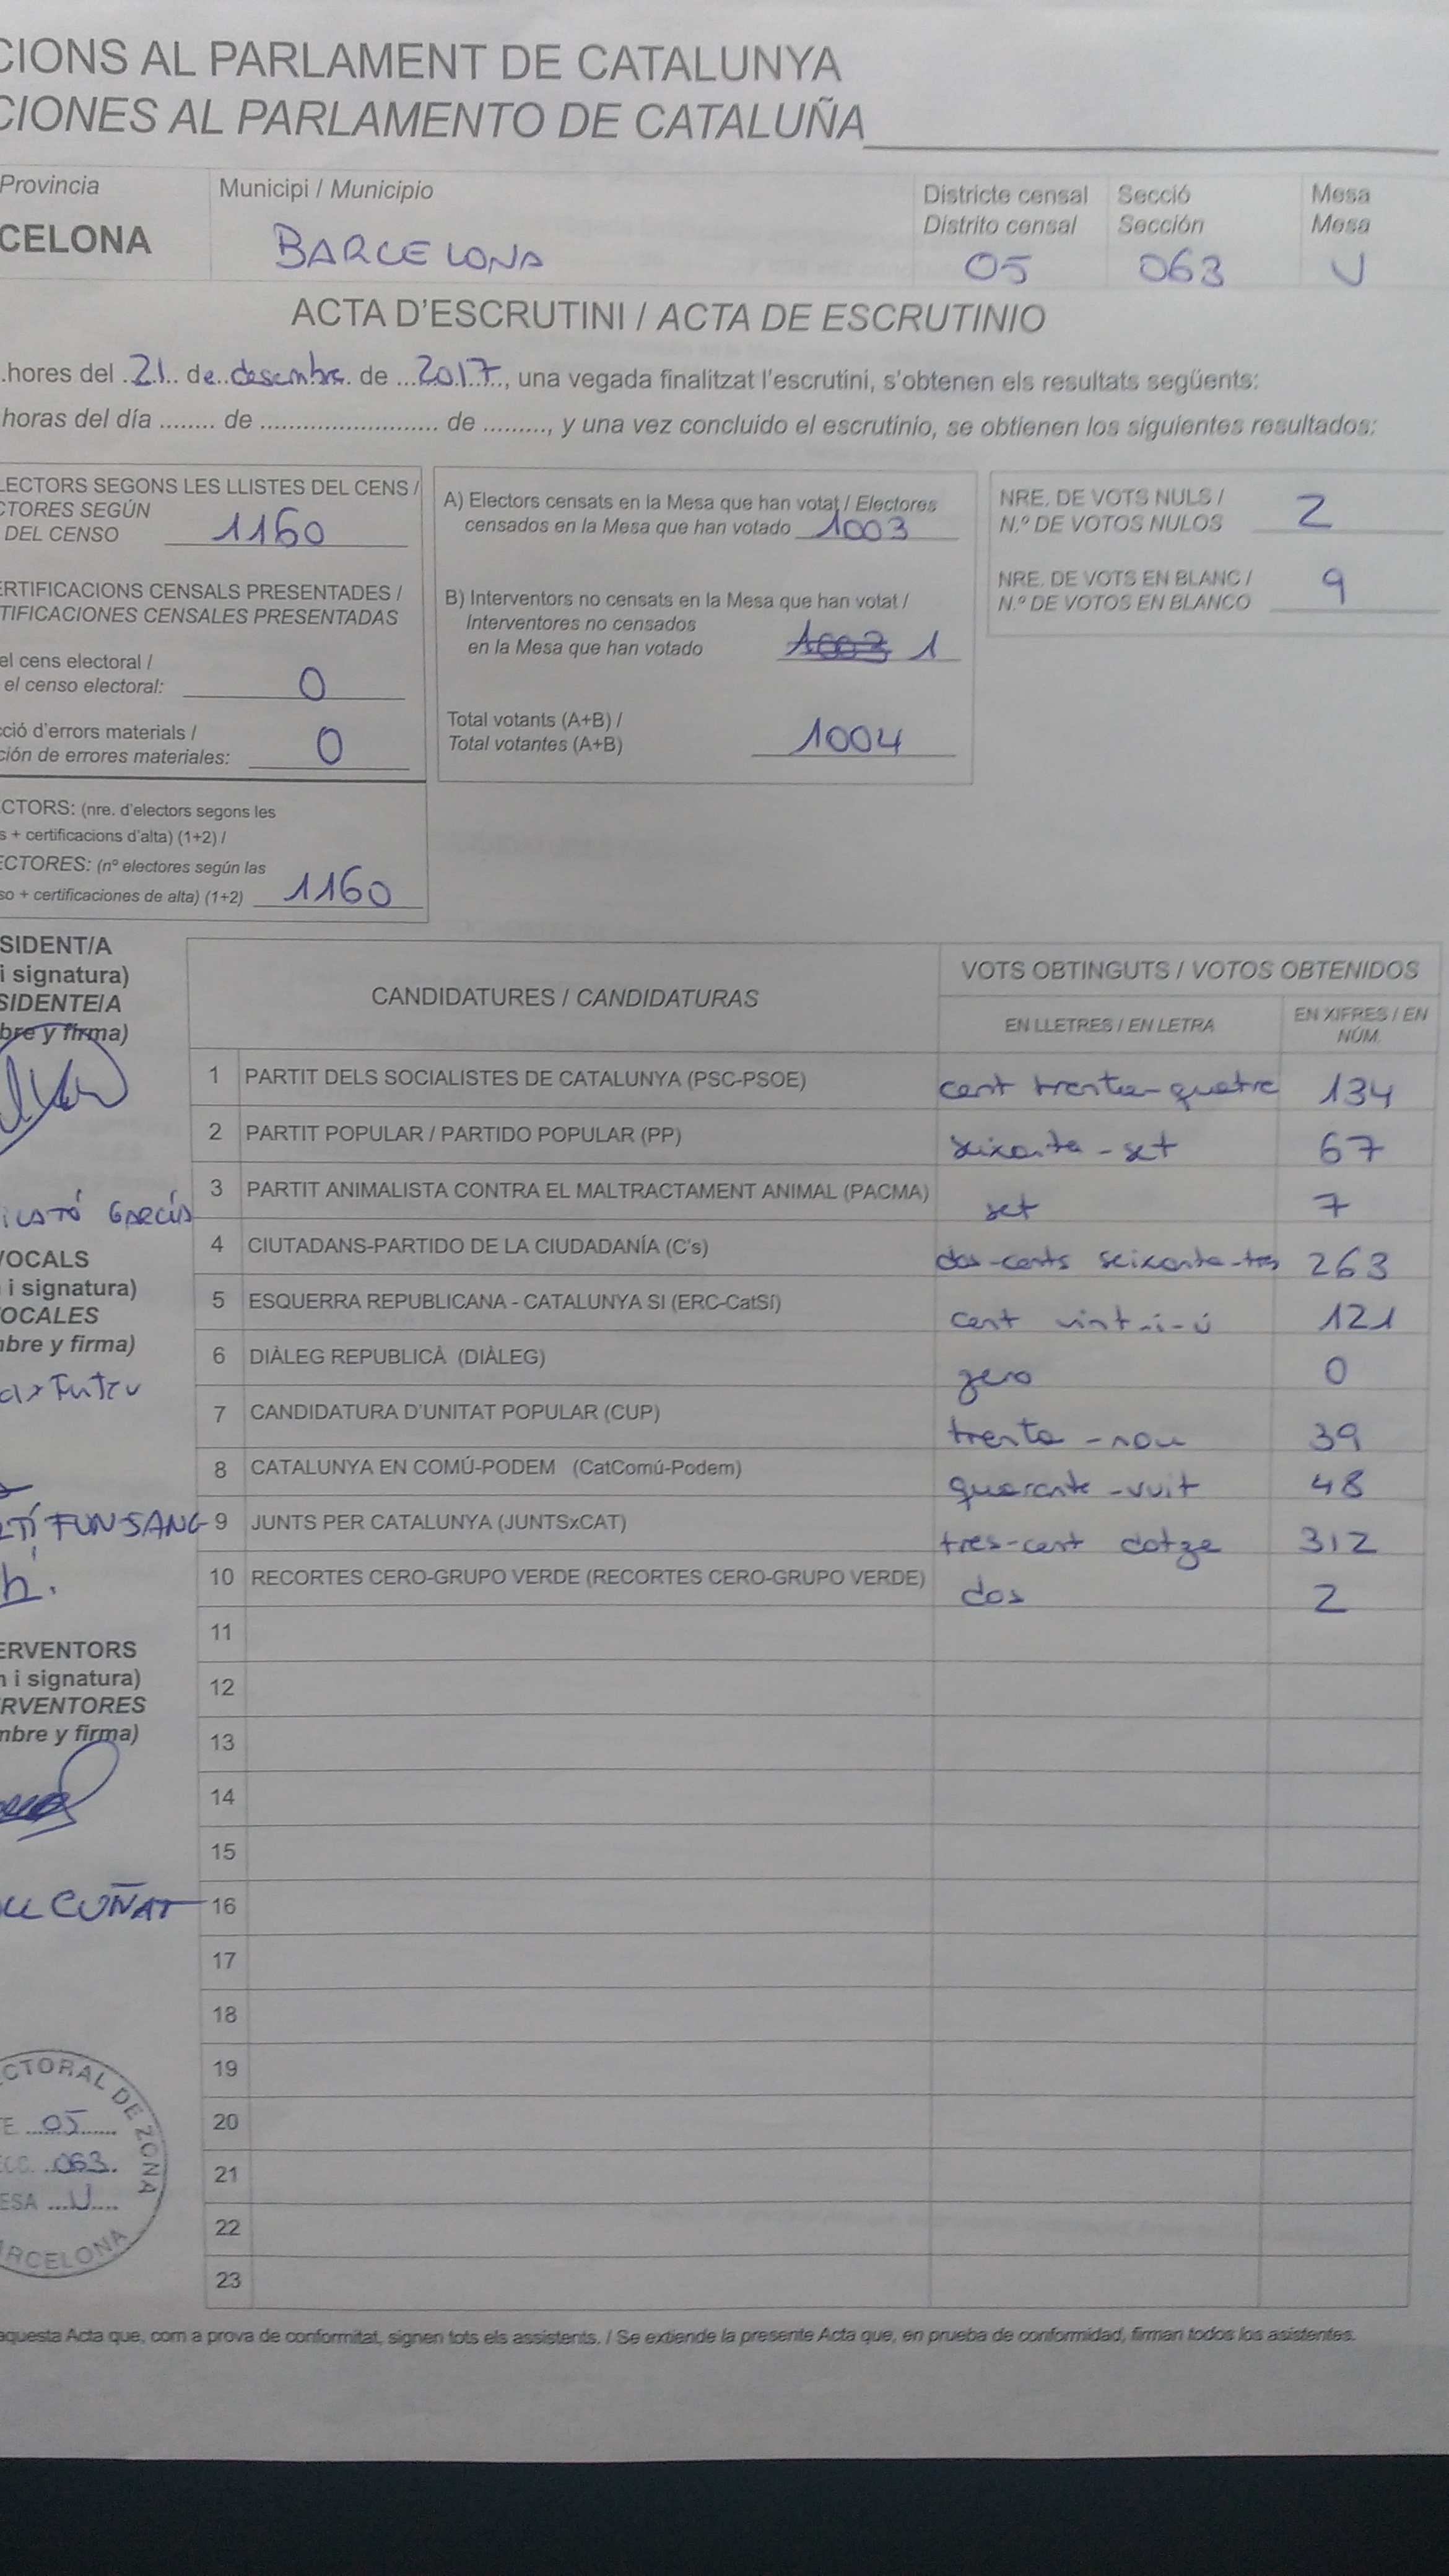 CIONS AL PARLAMENT DE CATALUNYA
CIONES AL PARLAMENTO DE CATALUÑA
Provincia
CELONA
Municipi / Municipio
BARCELONA
Districte censal
Distrito censal
05
Secció
Sección
063
Mesa
Mesa
U
ACTA D'ESCRUTINI / ACTA DE ESCRUTINIO
.hores del 21 de desembre de 2017, una vegada finalitzat l'escrutini, s'obtenen els resultats següents:
horas del día ........ de ......................... de ........., y una vez concluido el escrutinio, se obtienen los siguientes resultados:
LECTORS SEGONS LES LLISTES DEL CENS /
CTORES SEGÚN
DEL CENSO 1160
ERTIFICACIONS CENSALS PRESENTADES /
TIFICACIONES CENSALES PRESENTADAS
el cens electoral /
el censo electoral: 0
cció d'errors materials /
ción de errores materiales: 0
CTORS: (nre. d'electors segons les
s + certificacions d'alta) (1+2) /
ECTORES: (nº electores según las
so + certificaciones de alta) (1+2) 1160
A) Electors censats en la Mesa que han votat / Electores
censados en la Mesa que han votado 1003
B) Interventors no censats en la Mesa que han votat /
Interventores no censados
en la Mesa que han votado 1003 1
Total votants (A+B) /
Total votantes (A+B) 1004
NRE. DE VOTS NULS /
N.º DE VOTOS NULOS 2
NRE. DE VOTS EN BLANC /
N.º DE VOTOS EN BLANCO 9
SIDENT/A
i signatura)
SIDENTE/A
bre y firma)
GARCÍA
VOCALS
i signatura)
OCALES
mbre y firma)
TÍ FUNSANG
ERVENTORS
n i signatura)
RVENTORES
mbre y firma)
CUÑAT
CANDIDATURES / CANDIDATURAS
VOTS OBTINGUTS / VOTOS OBTENIDOS
EN LLETRES / EN LETRA
EN XIFRES / EN
NÚM.
1 PARTIT DELS SOCIALISTES DE CATALUNYA (PSC-PSOE) cent trenta-quatre 134
2 PARTIT POPULAR / PARTIDO POPULAR (PP) seixanta-set 67
3 PARTIT ANIMALISTA CONTRA EL MALTRACTAMENT ANIMAL (PACMA) set 7
4 CIUTADANS-PARTIDO DE LA CIUDADANÍA (C's) dos-cents seixanta-tres 263
5 ESQUERRA REPUBLICANA - CATALUNYA SI (ERC-CatSí) cent vint-i-ú 121
6 DIÀLEG REPUBLICÀ (DIÀLEG) zero 0
7 CANDIDATURA D'UNITAT POPULAR (CUP) trenta-nou 39
8 CATALUNYA EN COMÚ-PODEM (CatComú-Podem) quaranta-vuit 48
9 JUNTS PER CATALUNYA (JUNTSxCAT) tres-cent dotze 312
10 RECORTES CERO-GRUPO VERDE (RECORTES CERO-GRUPO VERDE) dos 2
11
12
13
14
15
16
17
18
19
20
21
22
23
CTORAL DE ZONA
TE 05
ECC. 063
ESA U
ARCELONA
aquesta Acta que, com a prova de conformitat, signen tots els assistents. / Se extiende la presente Acta que, en prueba de conformidad, firman todos los asistentes.